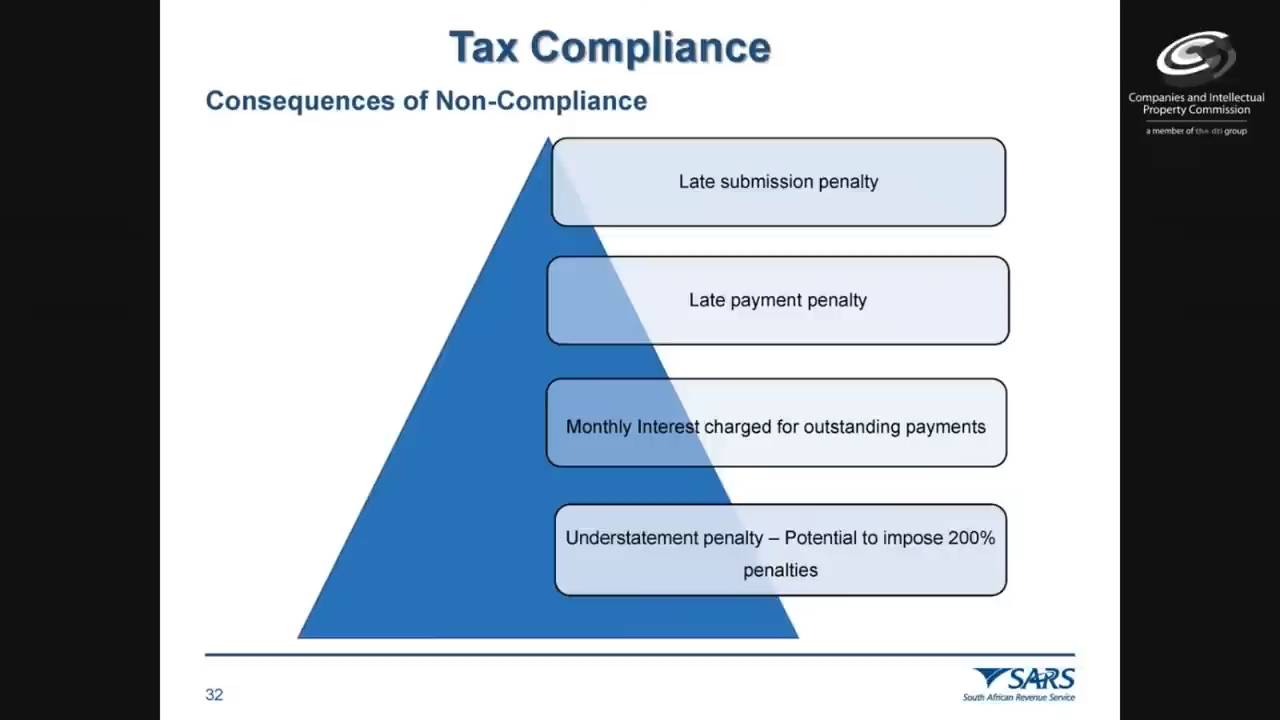 Tax Compliance
Consequences of Non-Compliance
Late submission penalty
Late payment penalty
Monthly Interest charged for outstanding payments
Understatement penalty – Potential to impose 200%
penalties
32
SARS
South African Revenue Service
Companies and Intellectual
Property Commission
a member of the dti group